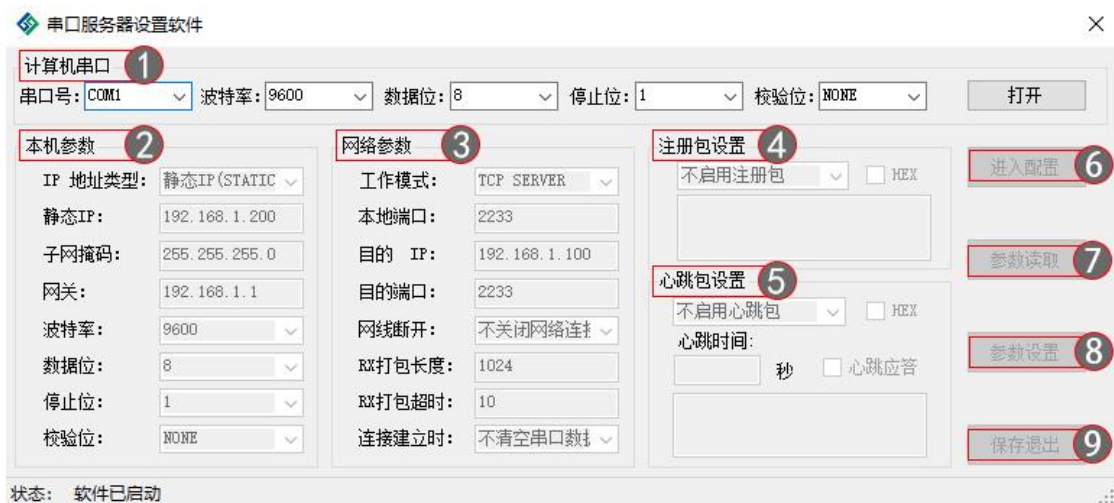 串口服务器设置软件
计算机串口 1
串口号: COM1 波特率: 9600 数据位: 8 停止位: 1 校验位: NONE 打开
本机参数 2
IP 地址类型: 静态IP(STATIC
静态IP: 192.168.1.200
子网掩码: 255.255.255.0
网关: 192.168.1.1
波特率: 9600
数据位: 8
停止位: 1
校验位: NONE
网络参数 3
工作模式: TCP SERVER
本地端口: 2233
目的 IP: 192.168.1.100
目的端口: 2233
网线断开: 不关闭网络连接
RX打包长度: 1024
RX打包超时: 10
连接建立时: 不清空串口数据
注册包设置 4
不启用注册包 HEX
心跳包设置 5
不启用心跳包 HEX
心跳时间:
秒 心跳应答
进入配置 6
参数读取 7
参数设置 8
保存退出 9
状态: 软件已启动